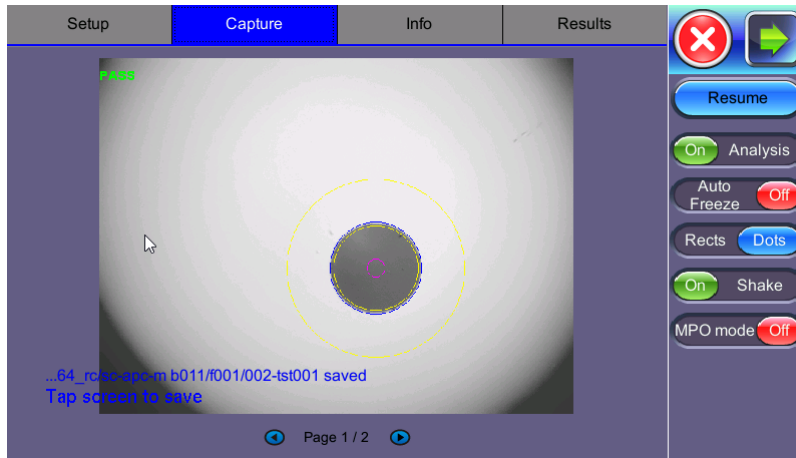 Setup
Capture
Info
Results
PASS
Resume
On Analysis
Auto
Freeze Off
Rects Dots
On Shake
MPO mode Off
...64_rc/sc-apc-m b011/f001/002-tst001 saved
Tap screen to save
Page 1 / 2